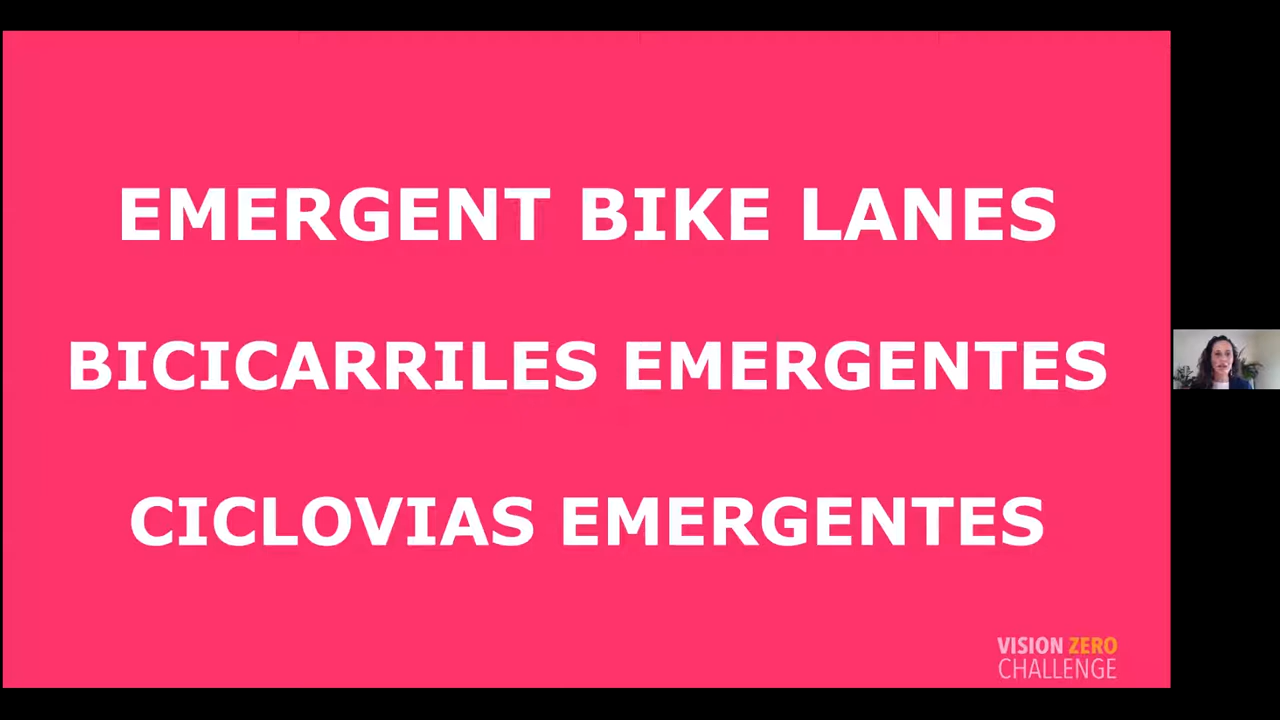 EMERGENT BIKE LANES
BICICARRILES EMERGENTES
CICLOVIAS EMERGENTES
VISION ZERO
CHALLENGE